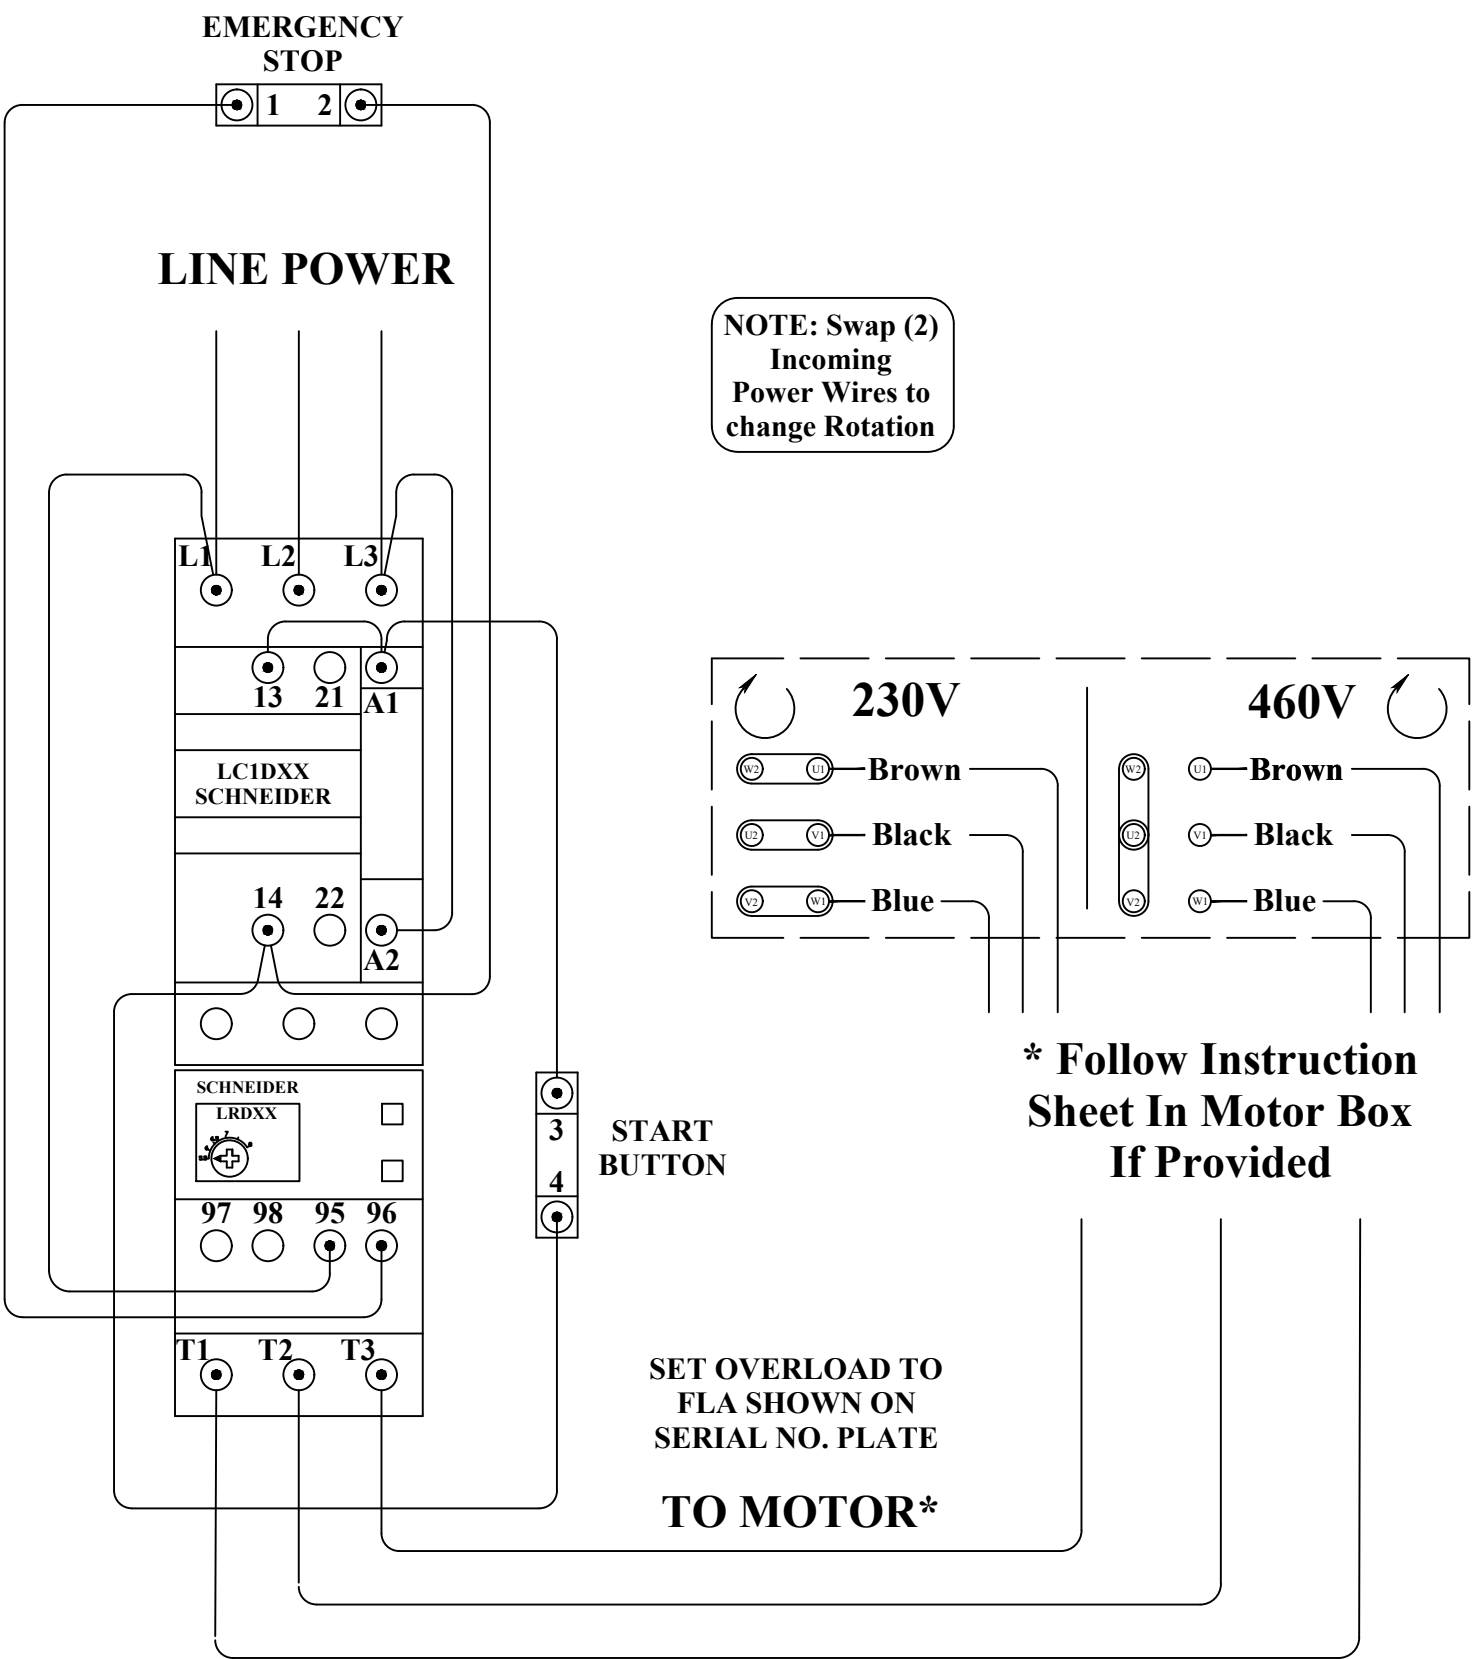 EMERGENCY
STOP
1 2
LINE POWER
NOTE: Swap (2)
Incoming
Power Wires to
change Rotation
L1 L2 L3
13 21 A1
LC1DXX
SCHNEIDER
14 22
A2
230V 460V
W2 U1 Brown W2 U1 Brown
U2 V1 Black U2 V1 Black
V2 W1 Blue V2 W1 Blue
* Follow Instruction
Sheet In Motor Box
If Provided
SCHNEIDER
LRDXX
3
4
START
BUTTON
97 98 95 96
T1 T2 T3
SET OVERLOAD TO
FLA SHOWN ON
SERIAL NO. PLATE
TO MOTOR*